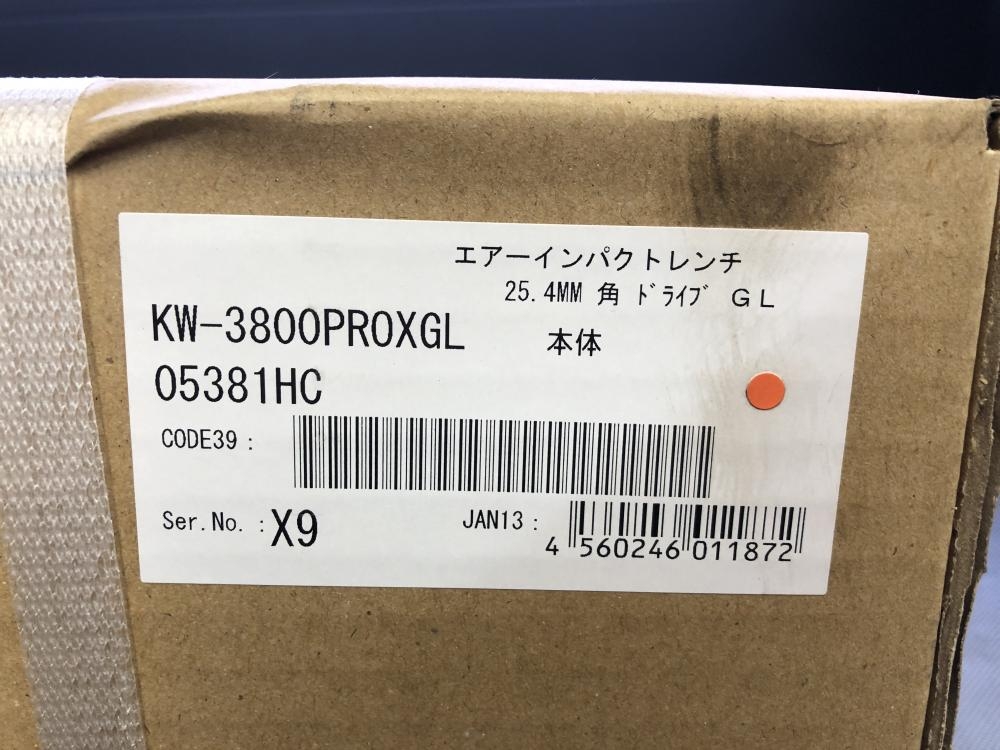 エアーインパクトレンチ
25.4MM 角 ﾄﾞﾗｲﾌﾞ ＧＬ
KW-3800PROXGL
本体
05381HC
CODE39 :
Ser.No. : X9
JAN13 :
4 560246 011872